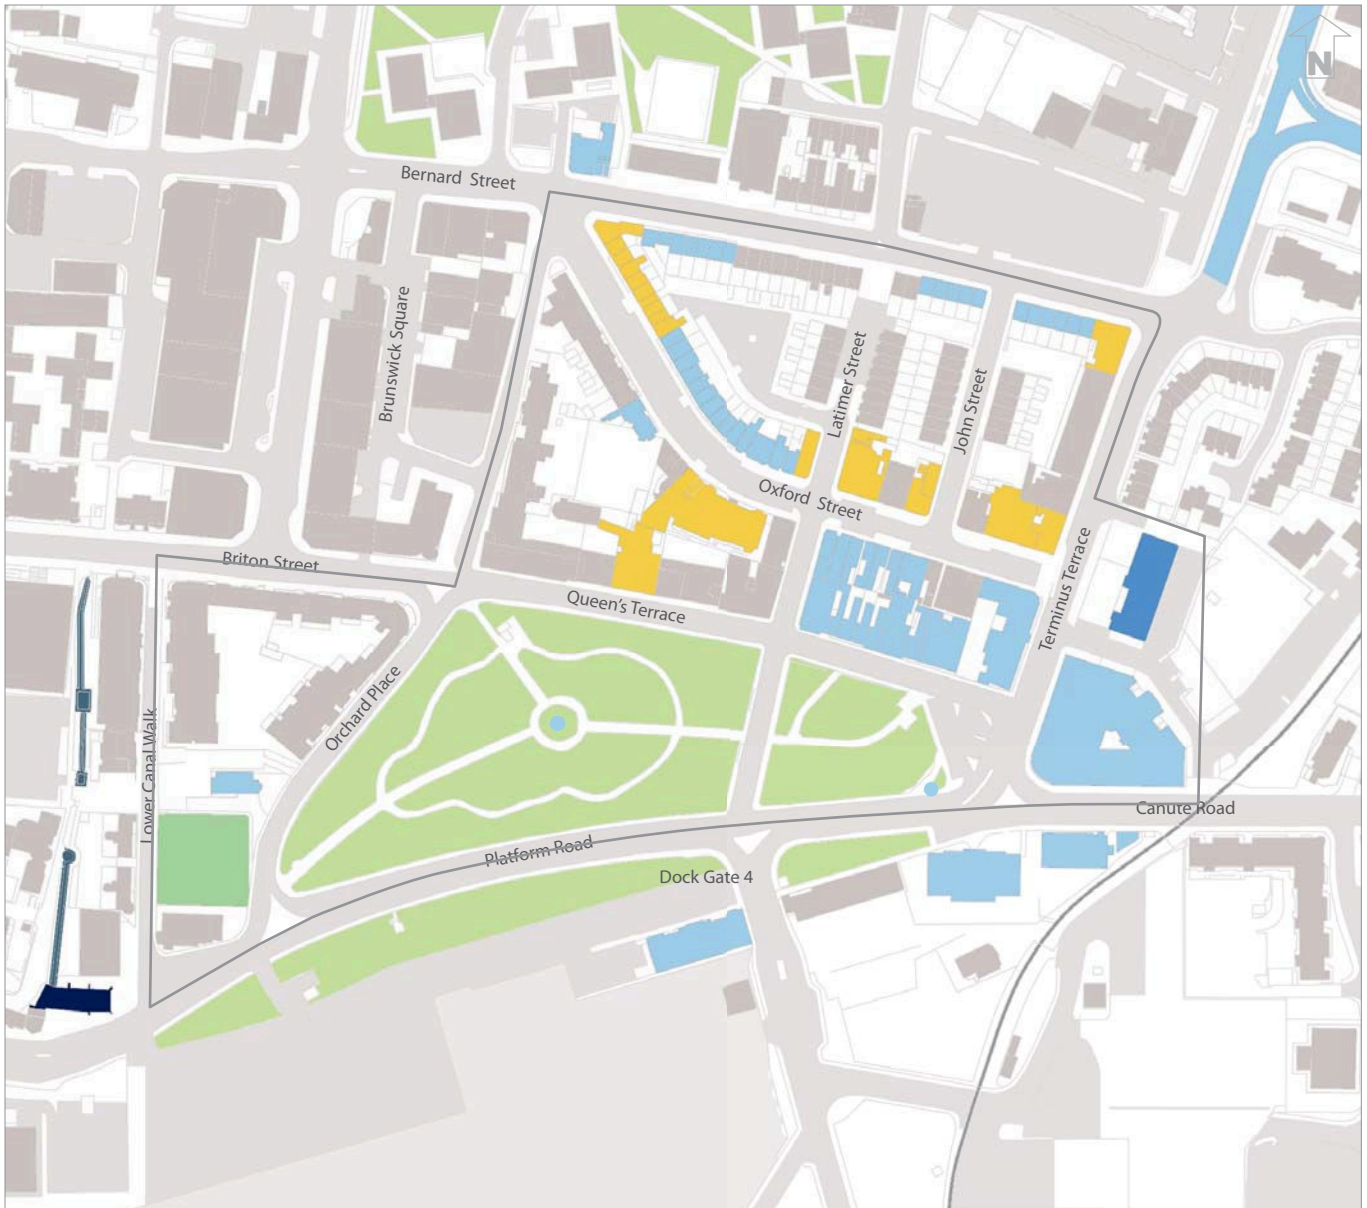 N
Bernard Street
Brunswick Square
Latimer Street
John Street
Oxford Street
Briton Street
Queen's Terrace
Terminus Terrace
Orchard Place
Lower Canal Walk
Canute Road
Platform Road
Dock Gate 4